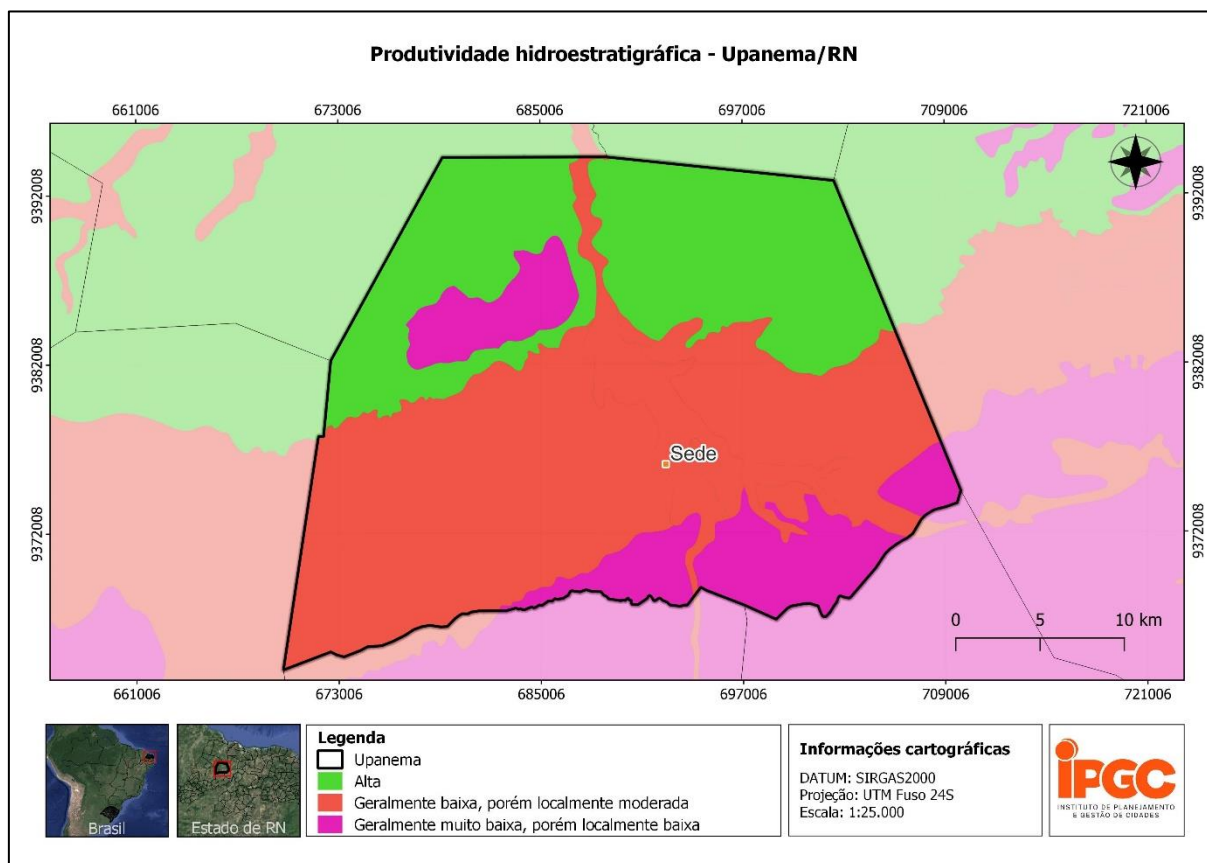 Produtividade hidroestratigráfica - Upanema/RN
661006 673006 685006 697006 709006 721006
9392008 9392008
9382008 9382008
Sede
9372008 9372008
0 5 10 km
661006 673006 685006 697006 709006 721006
Brasil
Estado de RN
Legenda
Upanema
Alta
Geralmente baixa, porém localmente moderada
Geralmente muito baixa, porém localmente baixa
Informações cartográficas
DATUM: SIRGAS2000
Projeção: UTM Fuso 24S
Escala: 1:25.000
IPGC
INSTITUTO DE PLANEJAMENTO
E GESTÃO DE CIDADES